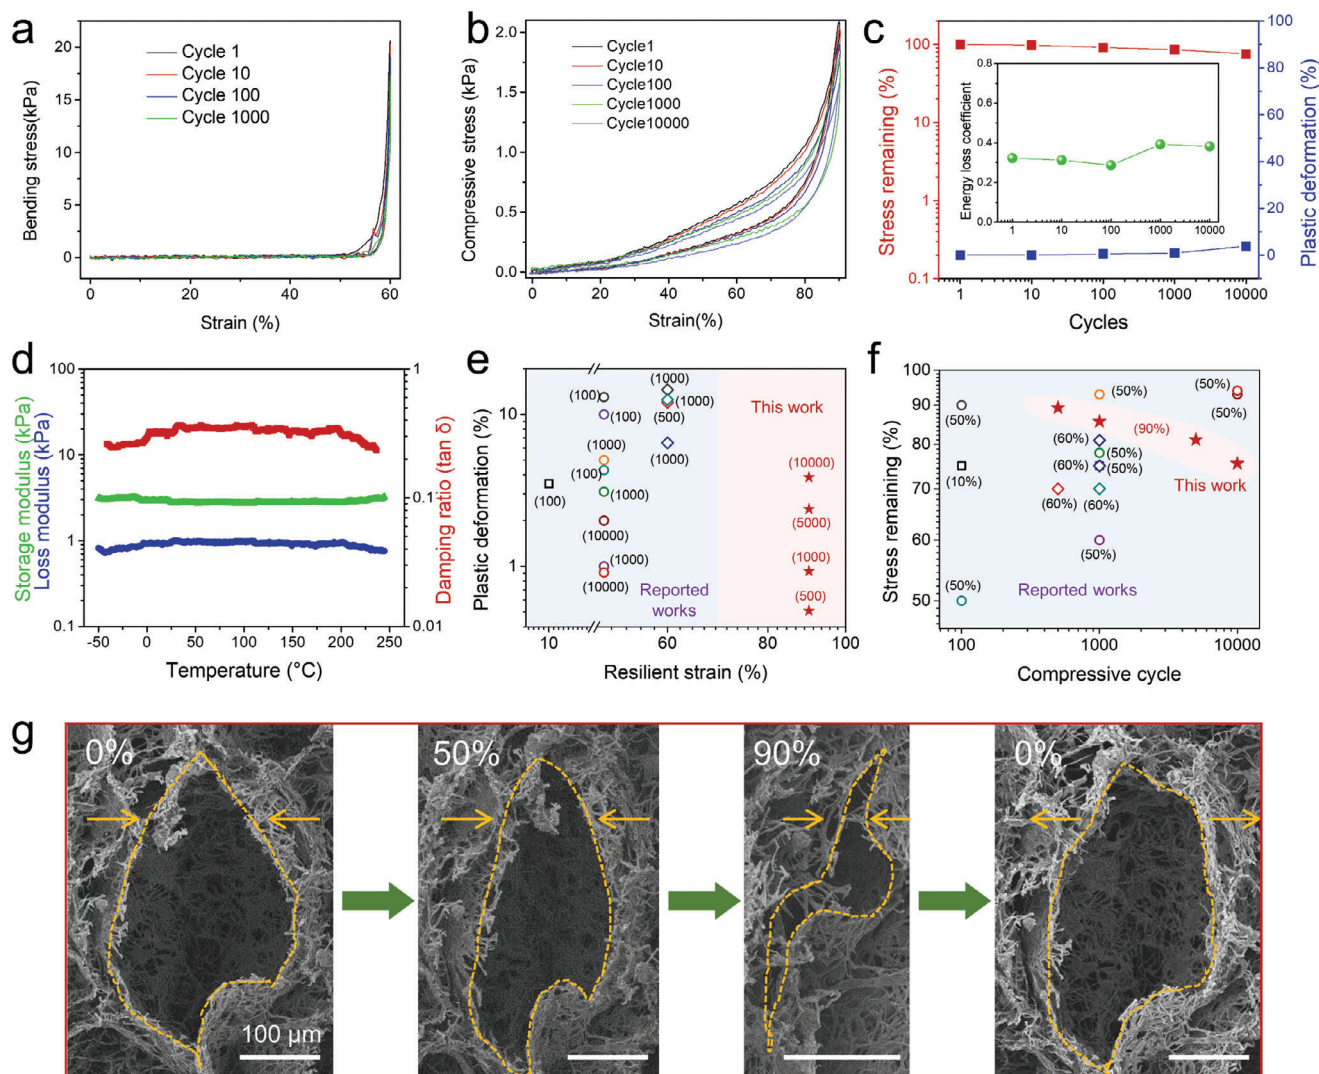 a
Bending stress(kPa)
20
15
10
5
0
Cycle 1
Cycle 10
Cycle 100
Cycle 1000
0
20
40
60
Strain (%)
b
Compressive stress (kPa)
2.0
1.5
1.0
0.5
0.0
Cycle1
Cycle10
Cycle100
Cycle1000
Cycle10000
0
20
40
60
80
Strain(%)
c
Stress remaining (%)
100
10
1
0.1
Plastic deformation (%)
100
80
60
40
20
0
Energy loss coefficient
0.8
0.6
0.4
0.2
0.0
1
10
100
1000
10000
1
10
100
1000
10000
Cycles
d
Storage modulus (kPa)
Loss modulus (kPa)
100
10
1
0.1
Damping ratio (tan δ)
1
0.1
0.01
-50
0
50
100
150
200
250
Temperature (°C)
e
Plastic deformation (%)
10
1
(1000)
(100)
(1000)
(100)
(500)
(1000)
(1000)
(100)
(100)
(1000)
(10000)
(1000)
(10000)
This work
(10000)
(5000)
(1000)
(500)
Reported
works
10
60
80
100
Resilient strain (%)
f
Stress remaining (%)
100
90
80
70
60
50
(50%)
(50%)
(50%)
(50%)
(90%)
(60%)
(50%)
(60%)
(50%)
(10%)
(60%)
(60%)
This work
(50%)
(50%)
Reported works
100
1000
10000
Compressive cycle
g
0%
50%
90%
0%
100 μm